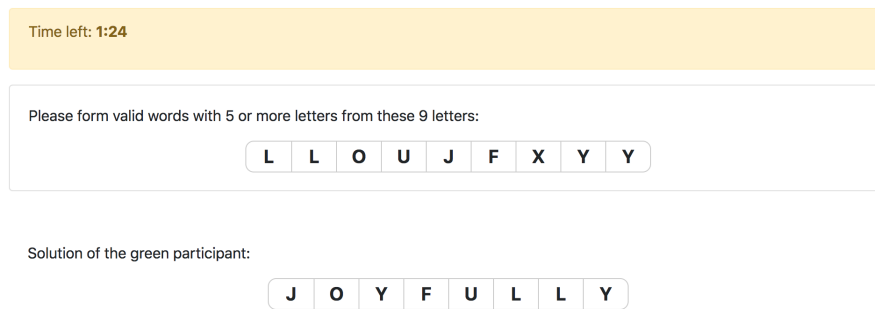 Time left: 1:24
Please form valid words with 5 or more letters from these 9 letters:
L L O U J F X Y Y
Solution of the green participant:
J O Y F U L L Y